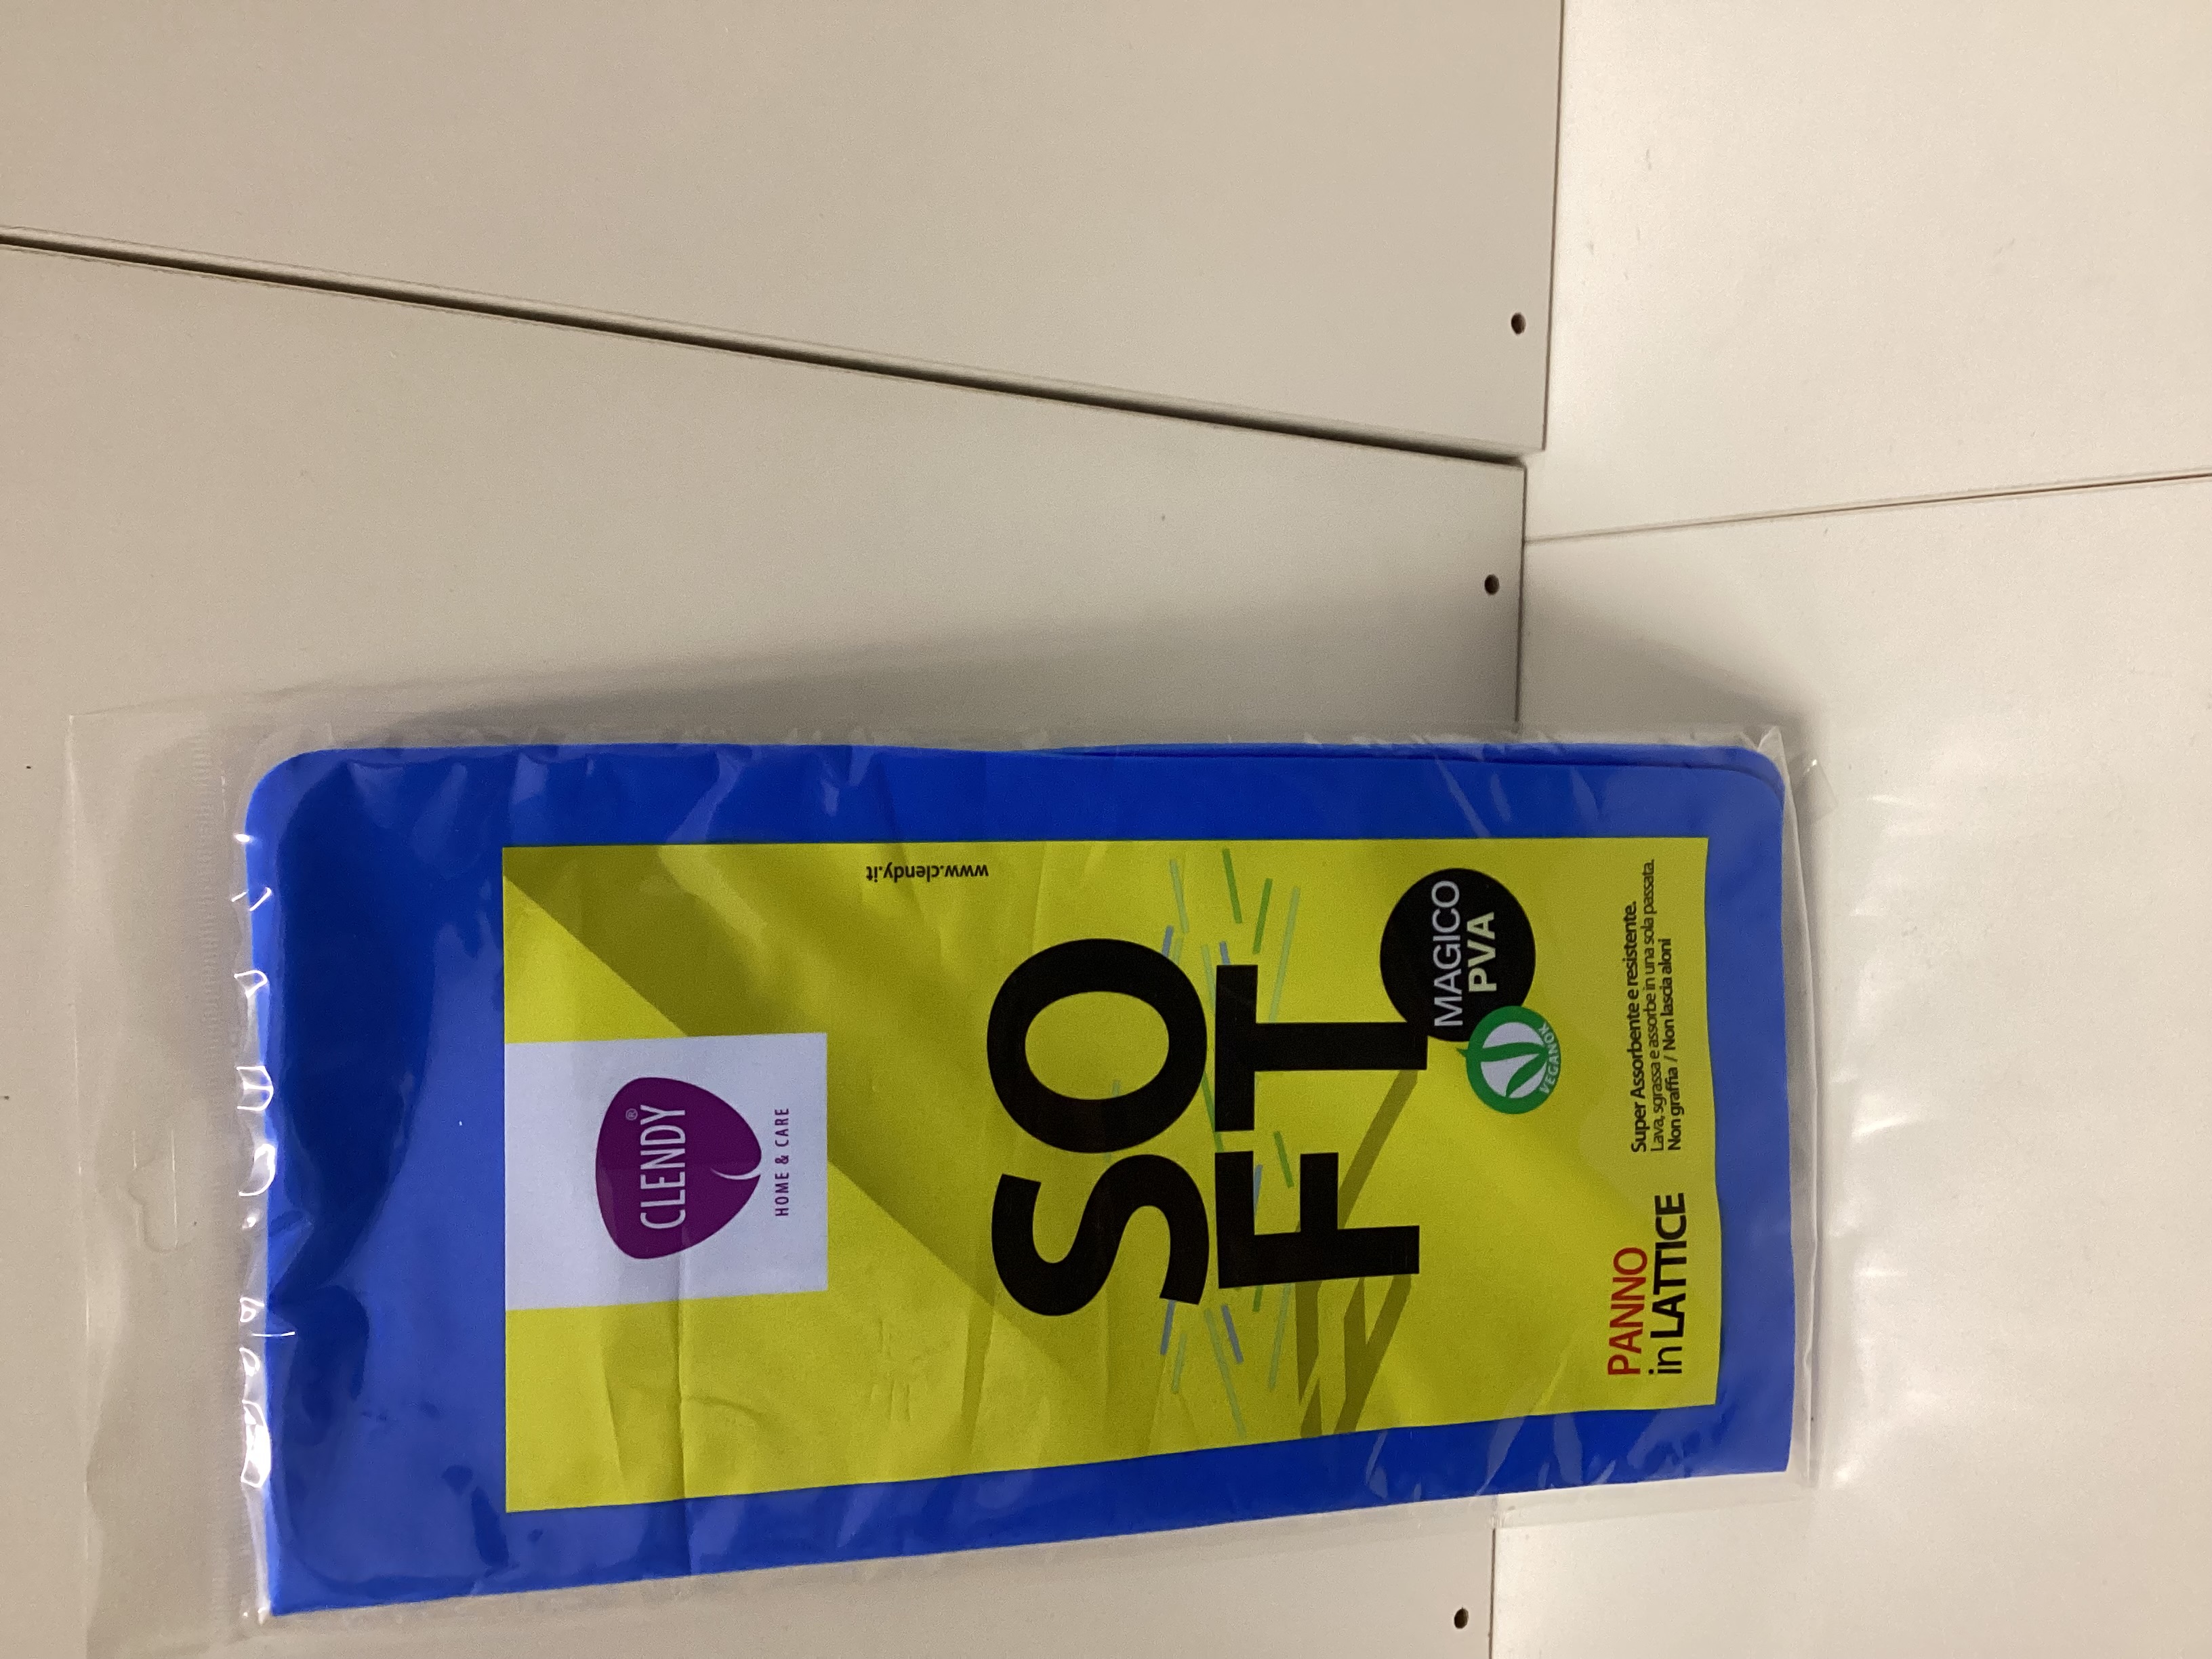 CLENDY®
HOME & CARE
www.clendy.it
SO
FT
MAGICO
PVA
VEGANOK
PANNO
in LATTICE
Super Assorbente e resistente.
Lava, sgrassa e assorbe in una sola passata.
Non graffia / Non lascia aloni